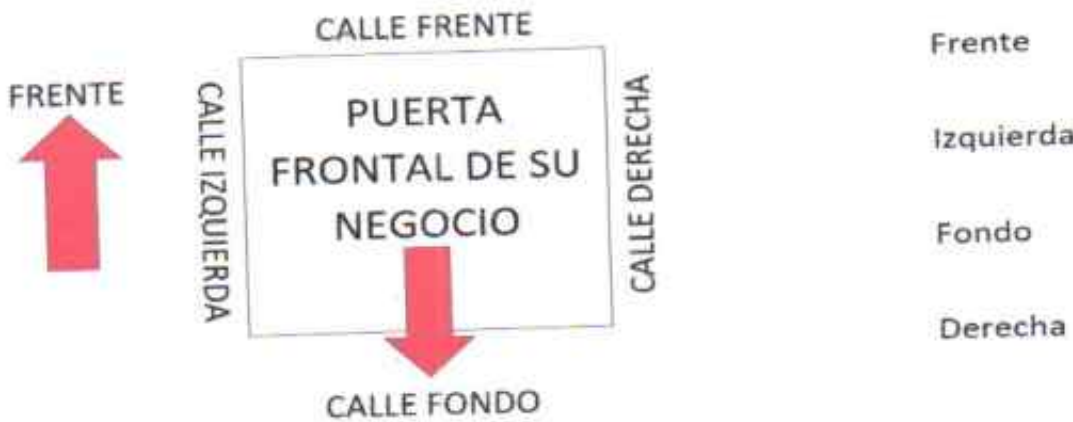 CALLE FRENTE
FRENTE
CALLE IZQUIERDA
PUERTA
FRONTAL DE SU
NEGOCIO
CALLE DERECHA
CALLE FONDO
Frente
Izquierda
Fondo
Derecha